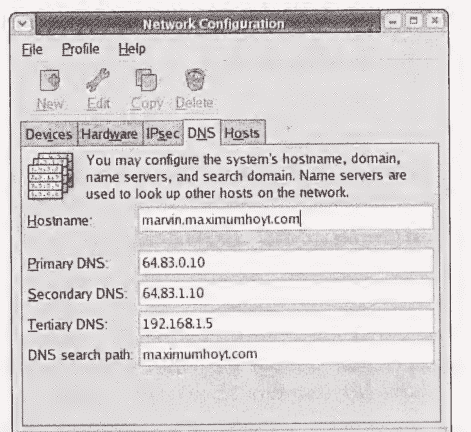 Network Configuration
File Profile Help
New Edit Copy Delete
Devices Hardware IPsec DNS Hosts
You may configure the system's hostname, domain,
name servers, and search domain. Name servers are
used to look up other hosts on the network.
Hostname: marvin.maximumhoyt.com
Primary DNS: 64.83.0.10
Secondary DNS: 64.83.1.10
Tertiary DNS: 192.168.1.5
DNS search path: maximumhoyt.com